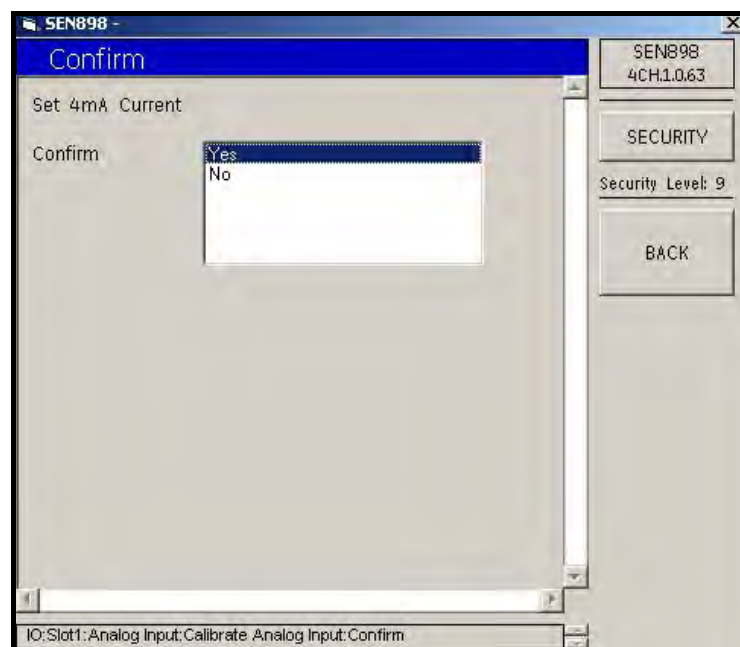 SEN898 -
Confirm
Set 4mA Current
Confirm
Yes
No
SEN898
4CH.1.0.63
SECURITY
Security Level: 9
BACK
IO:Slot1:Analog Input:Calibrate Analog Input:Confirm